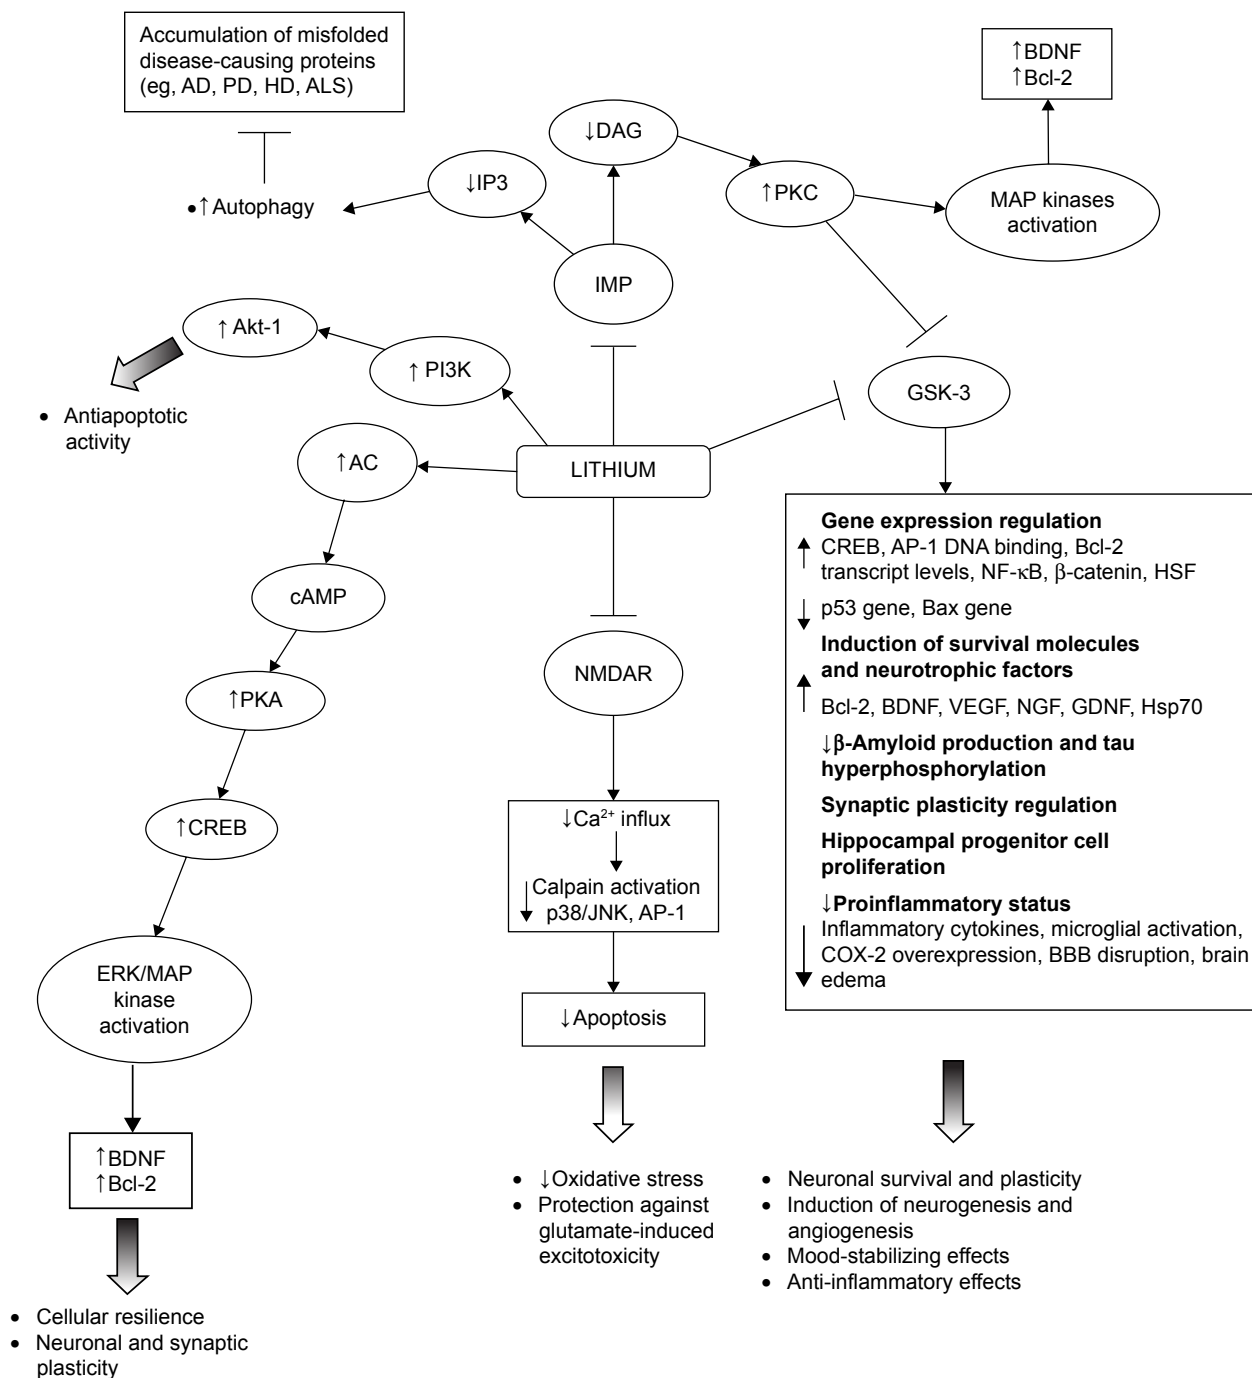 Accumulation of misfolded
disease-causing proteins
(eg, AD, PD, HD, ALS)
↑BDNF
↑Bcl-2
↓DAG
↓IP3
↑PKC
MAP kinases
activation
•↑Autophagy
IMP
↑ Akt-1
↑ PI3K
GSK-3
• Antiapoptotic
activity
↑AC
LITHIUM
Gene expression regulation
↑ CREB, AP-1 DNA binding, Bcl-2
transcript levels, NF-κB, β-catenin, HSF
↓ p53 gene, Bax gene
Induction of survival molecules
and neurotrophic factors
↑ Bcl-2, BDNF, VEGF, NGF, GDNF, Hsp70
↓β-Amyloid production and tau
hyperphosphorylation
Synaptic plasticity regulation
Hippocampal progenitor cell
proliferation
↓Proinflammatory status
↓ Inflammatory cytokines, microglial activation,
COX-2 overexpression, BBB disruption, brain
edema
cAMP
NMDAR
↑PKA
↑CREB
↓Ca²⁺ influx
↓ Calpain activation
p38/JNK, AP-1
ERK/MAP
kinase
activation
↓Apoptosis
↑BDNF
↑Bcl-2
• ↓Oxidative stress
• Protection against
glutamate-induced
excitotoxicity
• Neuronal survival and plasticity
• Induction of neurogenesis and
angiogenesis
• Mood-stabilizing effects
• Anti-inflammatory effects
• Cellular resilience
• Neuronal and synaptic
plasticity